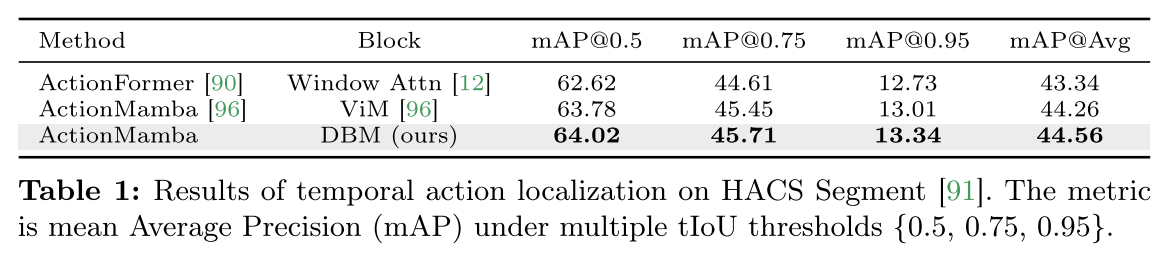 Method Block mAP@0.5 mAP@0.75 mAP@0.95 mAP@Avg
ActionFormer [90] Window Attn [12] 62.62 44.61 12.73 43.34
ActionMamba [96] ViM [96] 63.78 45.45 13.01 44.26
ActionMamba DBM (ours) 64.02 45.71 13.34 44.56
Table 1: Results of temporal action localization on HACS Segment [91]. The metric
is mean Average Precision (mAP) under multiple tIoU thresholds {0.5, 0.75, 0.95}.